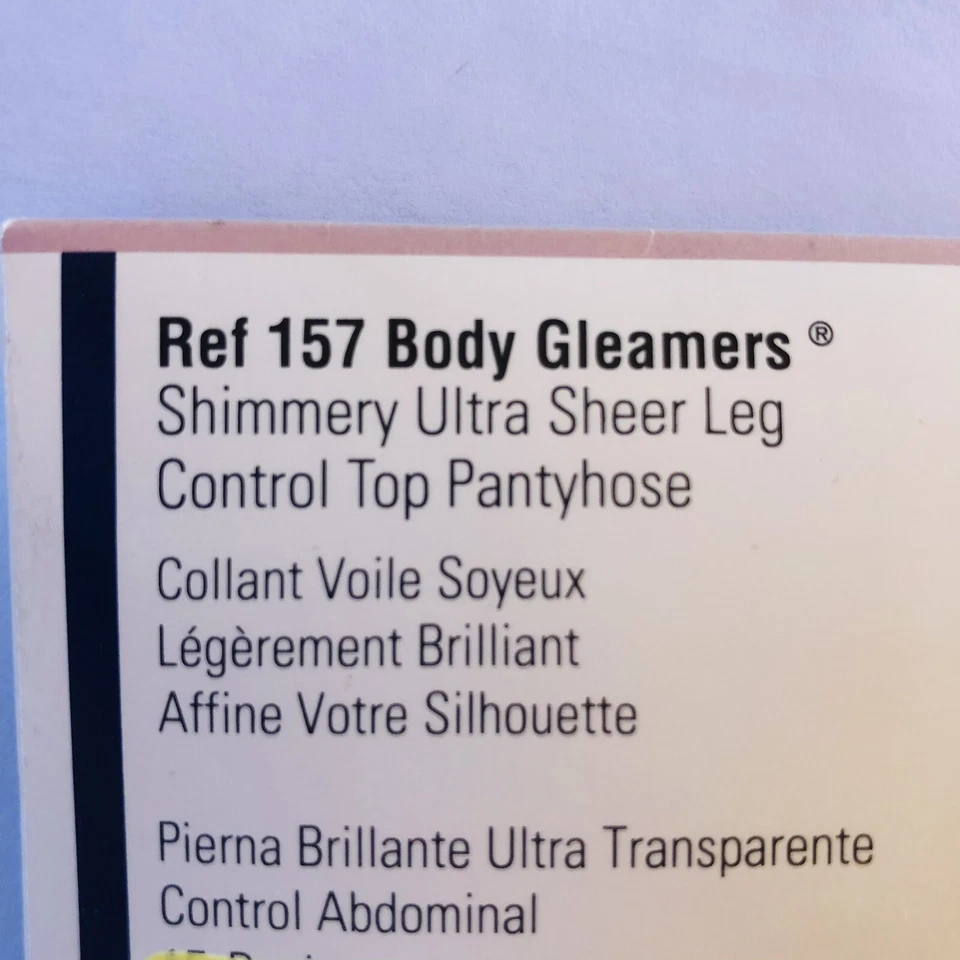 Ref 157 Body Gleamers ®
Shimmery Ultra Sheer Leg
Control Top Pantyhose
Collant Voile Soyeux
Légèrement Brilliant
Affine Votre Silhouette
Pierna Brillante Ultra Transparente
Control Abdominal